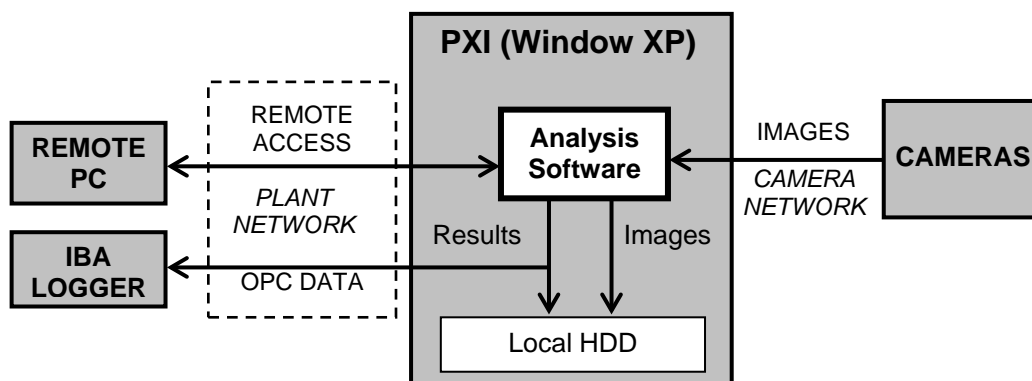 PXI (Window XP)
REMOTE
ACCESS
REMOTE
PC
PLANT
NETWORK
IBA
LOGGER
OPC DATA
Analysis
Software
Results
Images
Local HDD
IMAGES
CAMERA
NETWORK
CAMERAS